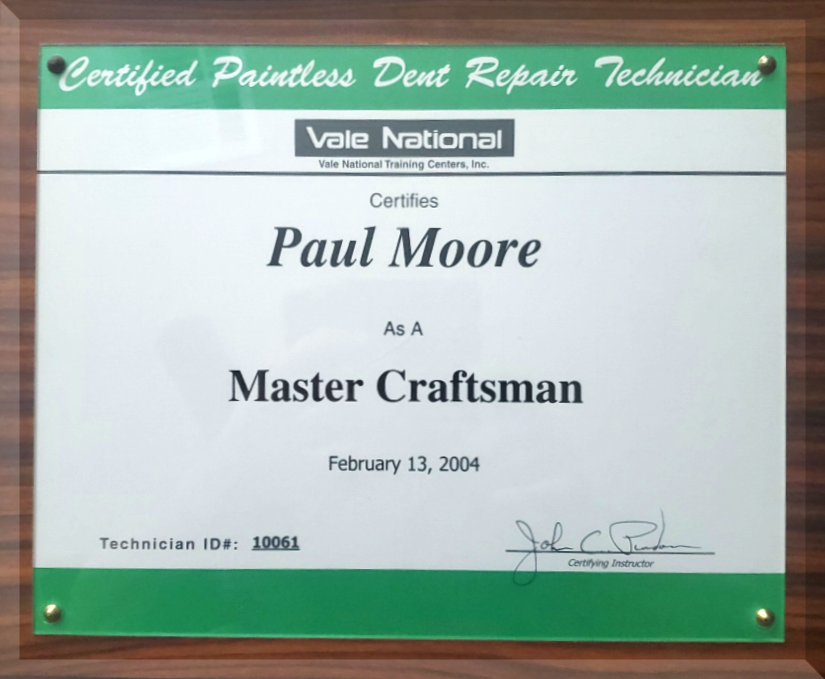 Certified Paintless Dent Repair Technician
Vale National
Vale National Training Centers, Inc.
Certifies
Paul Moore
As A
Master Craftsman
February 13, 2004
Technician ID#: 10061
John C.
Certifying Instructor